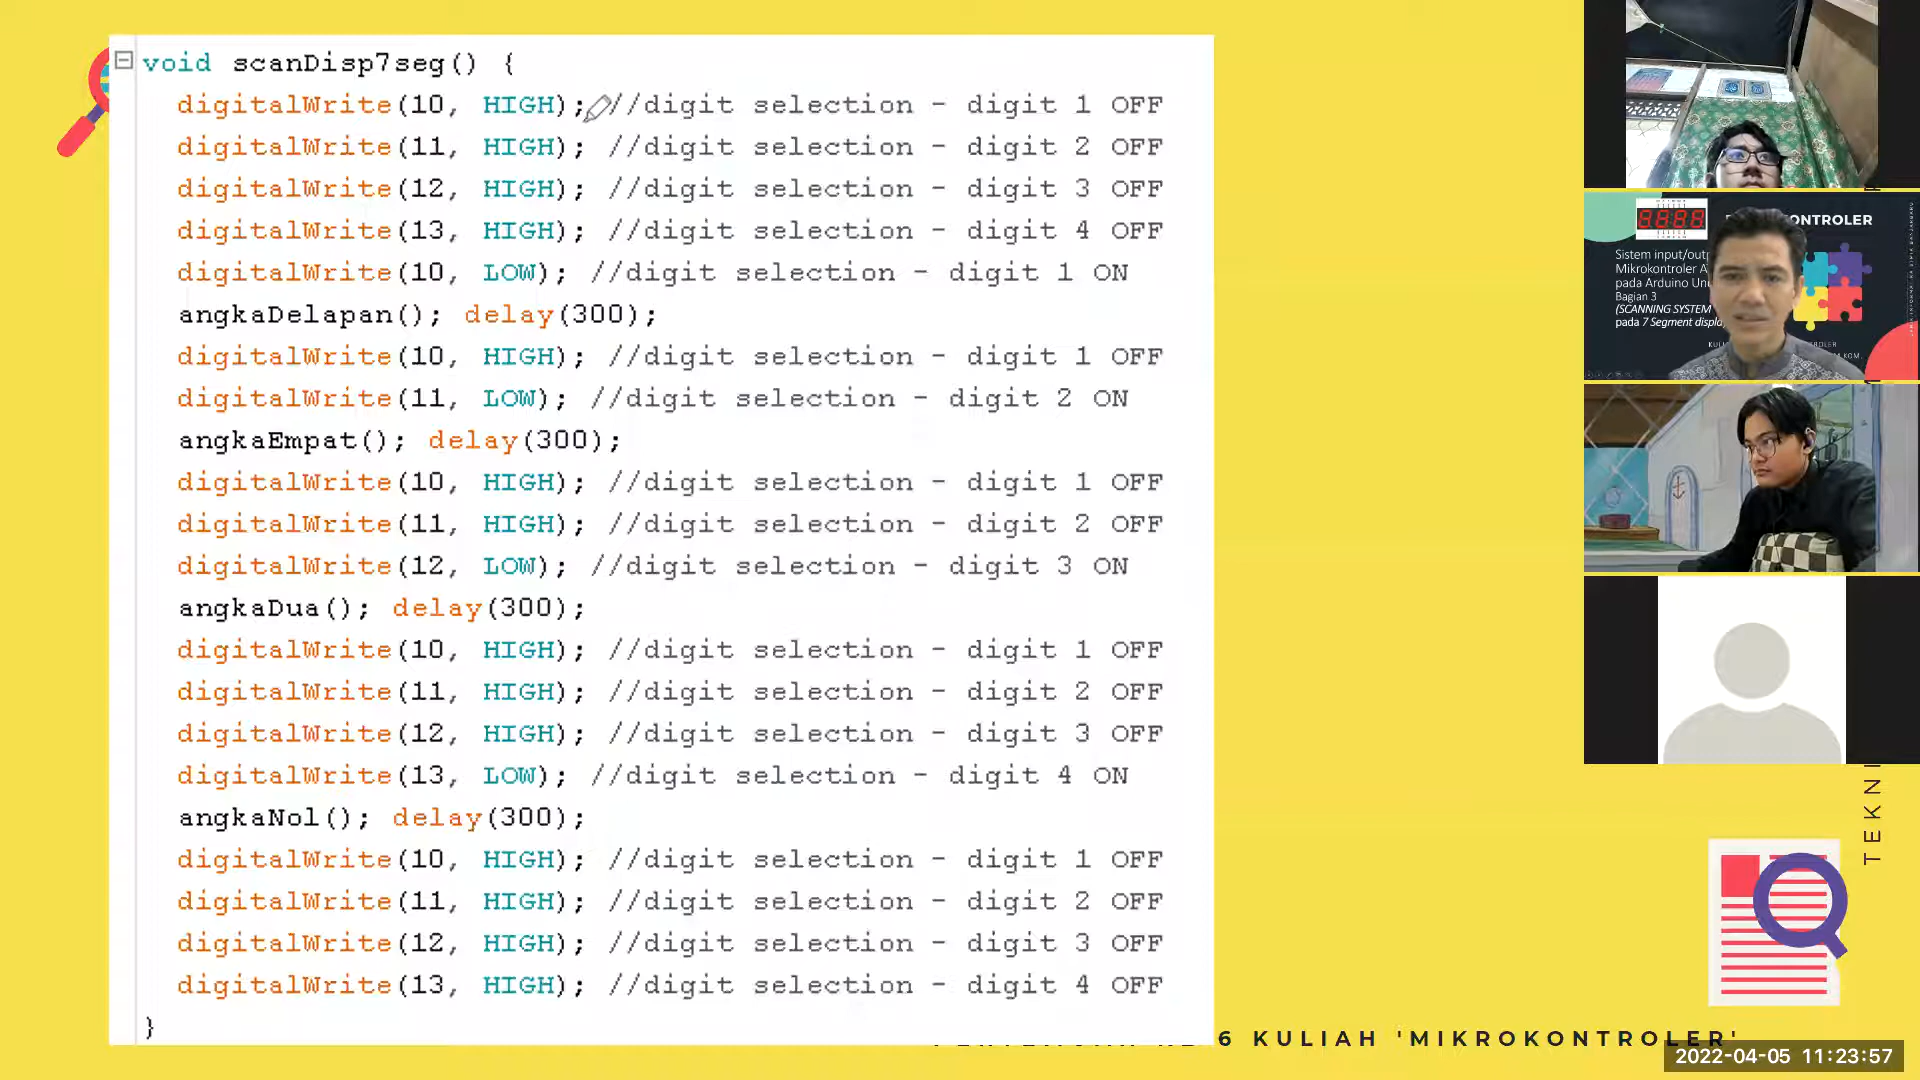 void scanDisp7seg() {
digitalWrite(10, HIGH); //digit selection - digit 1 OFF
digitalWrite(11, HIGH); //digit selection - digit 2 OFF
digitalWrite(12, HIGH); //digit selection - digit 3 OFF
digitalWrite(13, HIGH); //digit selection - digit 4 OFF
digitalWrite(10, LOW); //digit selection - digit 1 ON
angkaDelapan(); delay(300);
digitalWrite(10, HIGH); //digit selection - digit 1 OFF
digitalWrite(11, LOW); //digit selection - digit 2 ON
angkaEmpat(); delay(300);
digitalWrite(10, HIGH); //digit selection - digit 1 OFF
digitalWrite(11, HIGH); //digit selection - digit 2 OFF
digitalWrite(12, LOW); //digit selection - digit 3 ON
angkaDua(); delay(300);
digitalWrite(10, HIGH); //digit selection - digit 1 OFF
digitalWrite(11, HIGH); //digit selection - digit 2 OFF
digitalWrite(12, HIGH); //digit selection - digit 3 OFF
digitalWrite(13, LOW); //digit selection - digit 4 ON
angkaNol(); delay(300);
digitalWrite(10, HIGH); //digit selection - digit 1 OFF
digitalWrite(11, HIGH); //digit selection - digit 2 OFF
digitalWrite(12, HIGH); //digit selection - digit 3 OFF
digitalWrite(13, HIGH); //digit selection - digit 4 OFF
}
6 KULIAH 'MIKROKONTROLER'
2022-04-05 11:23:57
TEKNI
8888
ONTROLER
Sistem input/outp
Mikrokontroler A
pada Arduino Un
Bagian 3
(SCANNING SYSTEM
pada 7 Segment displa